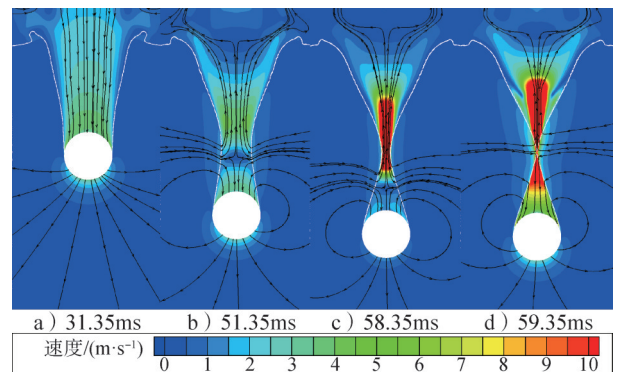 a）31.35ms b）51.35ms c）58.35ms d）59.35ms
速度/(m·s⁻¹) 0 1 2 3 4 5 6 7 8 9 10